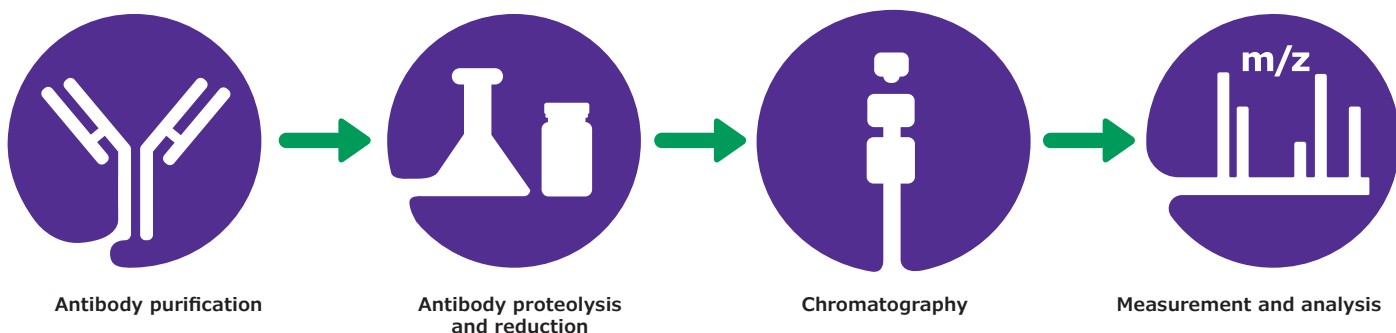 m/z
Antibody purification
Antibody proteolysis
and reduction
Chromatography
Measurement and analysis